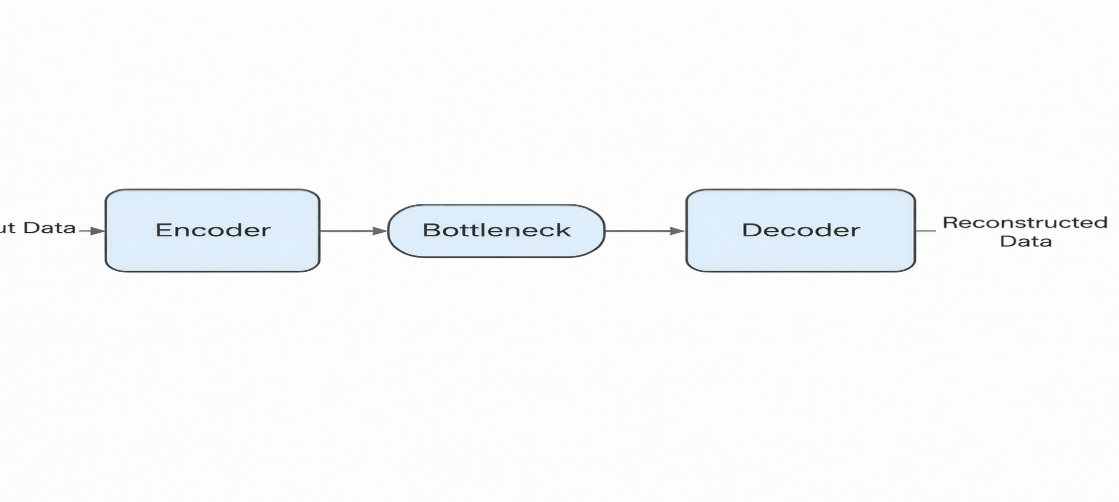 ut Data
Encoder
Bottleneck
Decoder
Reconstructed
Data